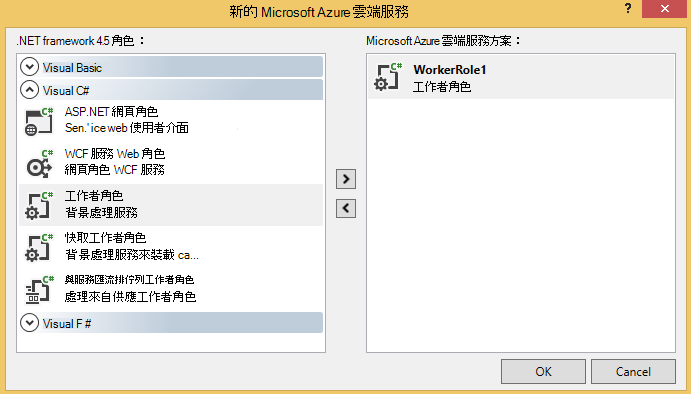 新的 Microsoft Azure 雲端服務
?
.NET framework 4.5 角色：
Visual Basic
Visual C#
C#
ASP.NET 網頁角色
Sen.' ice web 使用者介面
C#
WCF 服務 Web 角色
網頁角色 WCF 服務
C#
工作者角色
背景處理服務
C#
快取工作者角色
背景處理服務來裝載 ca...
C#
與服務匯流排佇列工作者角色
處理來自供應工作者角色
Visual F #
>
<
Microsoft Azure 雲端服務方案：
C#
WorkerRole1
工作者角色
OK
Cancel